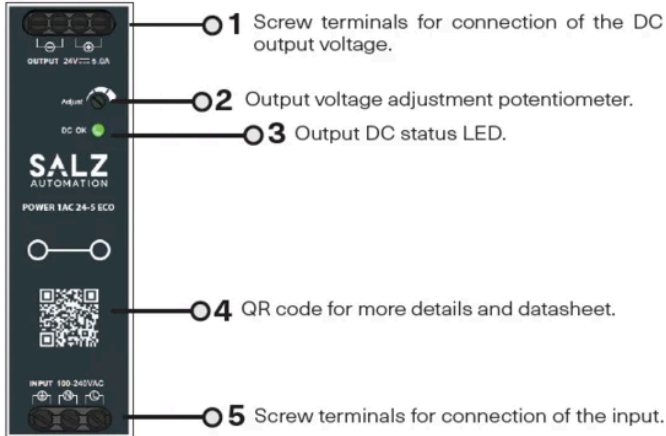 1 Screw terminals for connection of the DC
output voltage.
OUTPUT 24V⎓5.0A
Adjust
2 Output voltage adjustment potentiometer.
DC OK
3 Output DC status LED.
SALZ
AUTOMATION
POWER 1AC 24-5 ECO
4 QR code for more details and datasheet.
INPUT 100-240VAC
N L
5 Screw terminals for connection of the input.